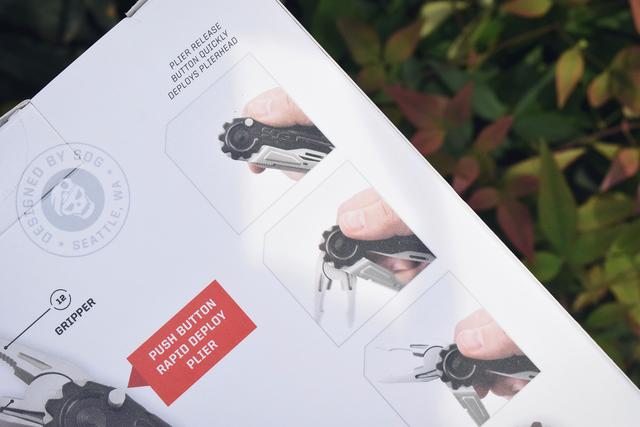 PLIER RELEASE
BUTTON QUICKLY
DEPLOYS PLIERHEAD
DESIGNED BY SOG
SEATTLE, WA
12
GRIPPER
PUSH BUTTON
RAPID DEPLOY
PLIER